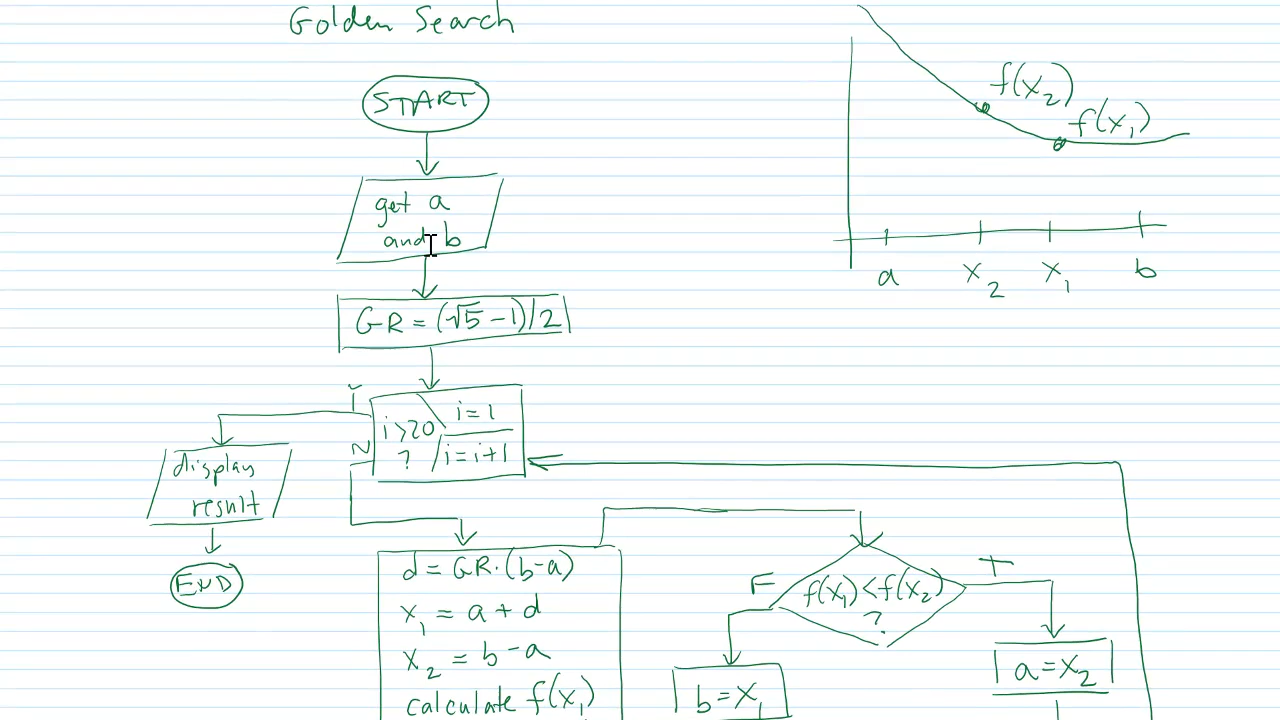 Golden Search
START
get a
and b
GR = (√5 - 1)/2
i>20
?
i = 1
i = i+1
Y
N
display
result
END
d = GR·(b-a)
x₁ = a + d
x₂ = b - a
calculate f(x₁)
f(x₁) < f(x₂)
?
F
T
b = x₁
a = x₂
f(x₂)
f(x₁)
a
x₂
x₁
b